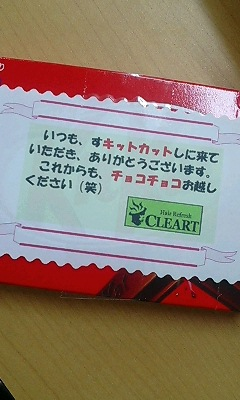 いつも、すキットカットしに来て
いただき、ありがとうございます。
これからも、チョコチョコお越し
ください（笑）
Hair Refresh
CLEART